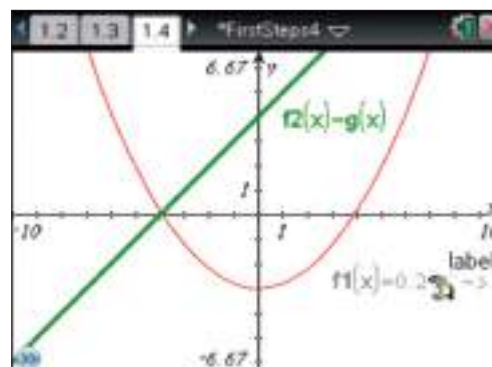 1.2 1.3 1.4 *FirstSteps4
6.67 y
f2(x)=g(x)
1
-10 1 10
label
f1(x)=0.2
-6.67